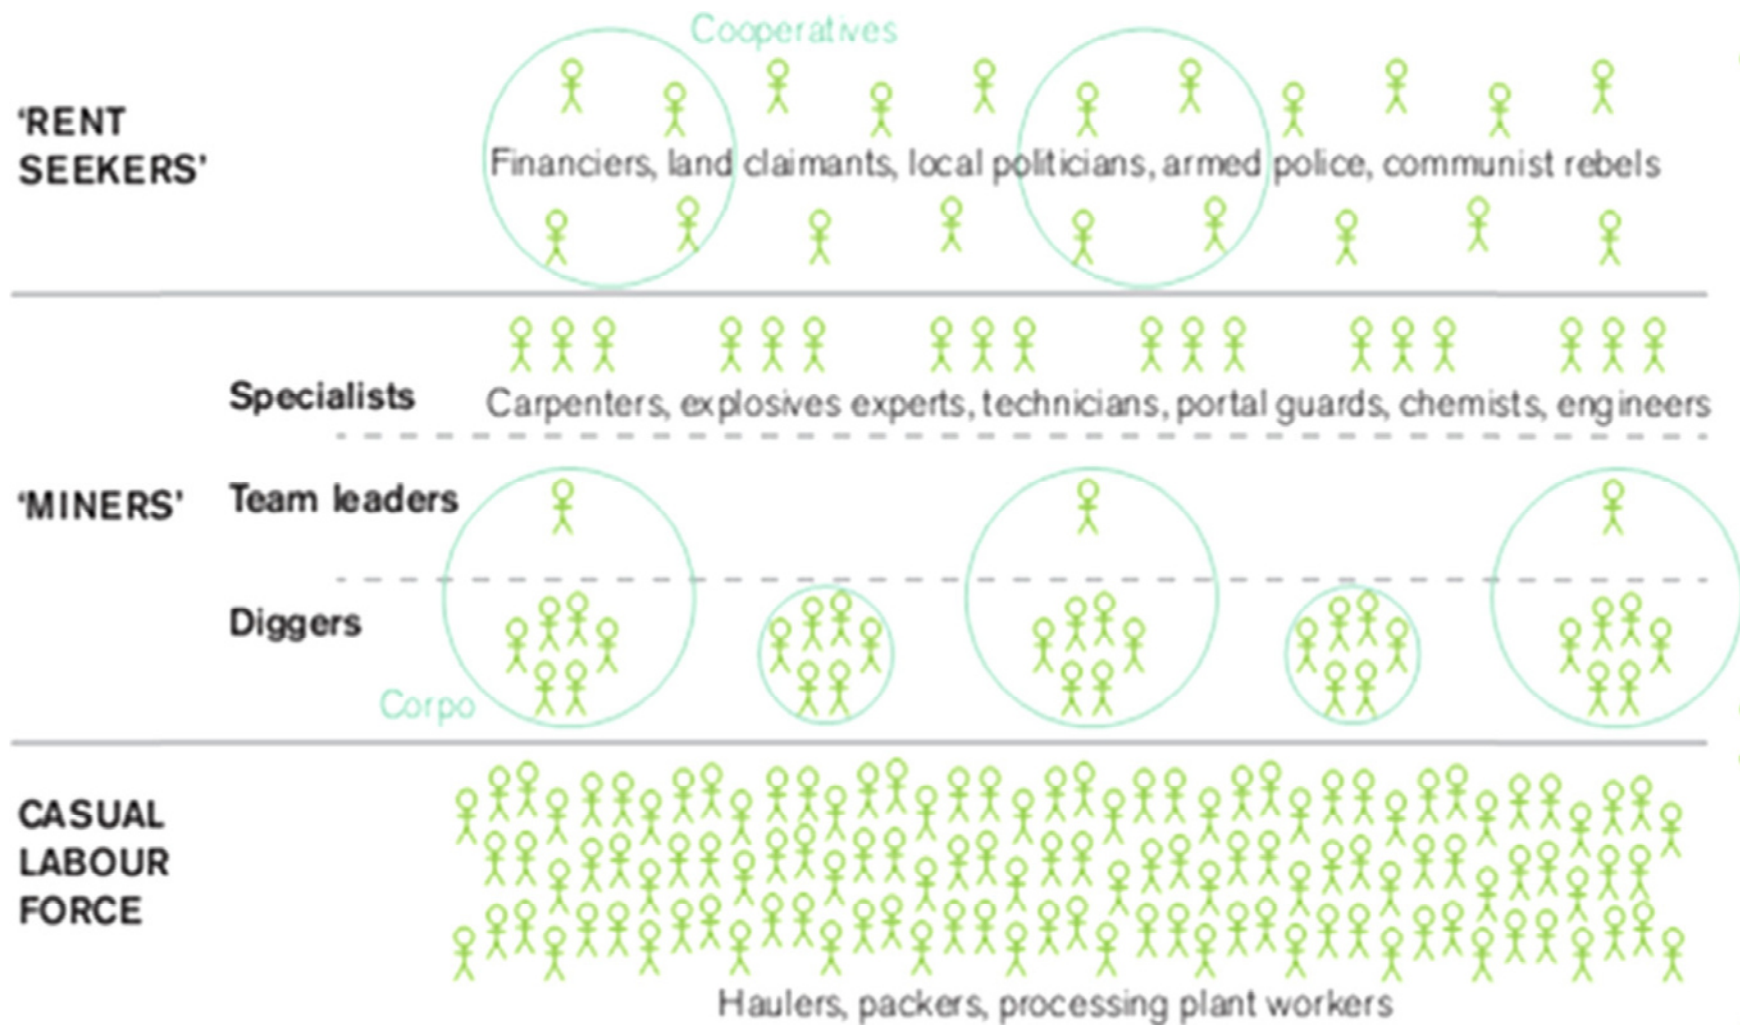 Cooperatives
‘RENT
SEEKERS’
Financiers, land claimants, local politicians, armed police, communist rebels
Specialists
Carpenters, explosives experts, technicians, portal guards, chemists, engineers
‘MINERS’
Team leaders
Diggers
Corpo
CASUAL
LABOUR
FORCE
Haulers, packers, processing plant workers